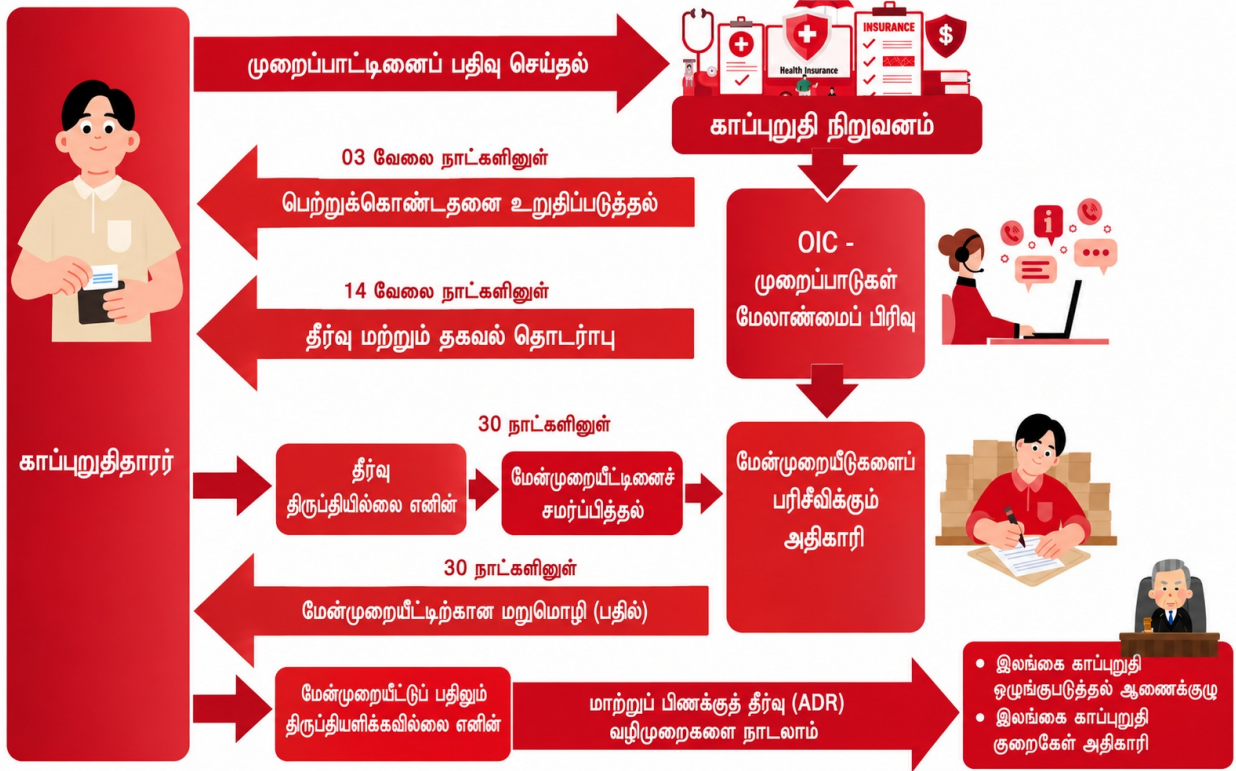 முறைப்பாட்டினைப் பதிவு செய்தல்
INSURANCE
$
Health Insurance
காப்புறுதி நிறுவனம்
03 வேலை நாட்களினுள்
பெற்றுக்கொண்டதனை உறுதிப்படுத்தல்
OIC -
முறைப்பாடுகள்
மேலாண்மைப் பிரிவு
14 வேலை நாட்களினுள்
தீர்வு மற்றும் தகவல் தொடர்பு
காப்புறுதிதாரர்
30 நாட்களினுள்
தீர்வு
திருப்தியில்லை எனின்
மேன்முறையீட்டினைச்
சமர்ப்பித்தல்
மேன்முறையீடுகளைப்
பரிசீவிக்கும்
அதிகாரி
30 நாட்களினுள்
மேன்முறையீட்டிற்கான மறுமொழி (பதில்)
மேன்முறையீட்டுப் பதிலும்
திருப்தியளிக்கவில்லை எனின்
மாற்றுப் பிணக்குத் தீர்வு (ADR)
வழிமுறைகளை நாடலாம்
• இலங்கை காப்புறுதி
ஒழுங்குபடுத்தல் ஆணைக்குழு
• இலங்கை காப்புறுதி
குறைகேள் அதிகாரி